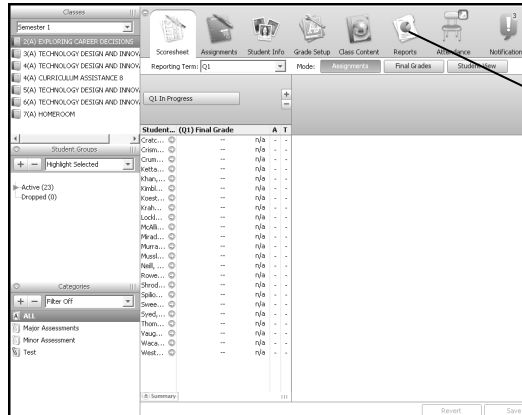 Classes
Semester 1
2(A) EXPLORING CAREER DECISIONS
3(A) TECHNOLOGY DESIGN AND INNOV
4(A) TECHNOLOGY DESIGN AND INNOV
4(A) CURRICULUM ASSISTANCE 8
5(A) TECHNOLOGY DESIGN AND INNOV
6(A) TECHNOLOGY DESIGN AND INNOV
7(A) HOMEROOM
Student Groups
+ − Highlight Selected
Active (23)
Dropped (0)
Categories
+ − Filter Off
ALL
Major Assessments
Minor Assessment
Test
3
Scoresheet Assignments Student Info Grade Setup Class Content Reports Attendance Notification
Reporting Term: Q1 Mode: Assignments Final Grades Student View
Q1 In Progress
+
−
Student... (Q1) Final Grade A T
Cratc... -- n/a - -
Crism... -- n/a - -
Crum... -- n/a - -
Ketta... -- n/a - -
Khan,... -- n/a - -
Kimbl... -- n/a - -
Koest... -- n/a - -
Krah... -- n/a - -
Lockl... -- n/a - -
McAlli... -- n/a - -
Mirad... -- n/a - -
Murra... -- n/a - -
Mussl... -- n/a - -
Neill, ... -- n/a - -
Rowe... -- n/a - -
Shrod... -- n/a - -
Spilio... -- n/a - -
Swee... -- n/a - -
Syed,... -- n/a - -
Thom... -- n/a - -
Vaug... -- n/a - -
Waca... -- n/a - -
West... -- n/a - -
Summary
Revert Save